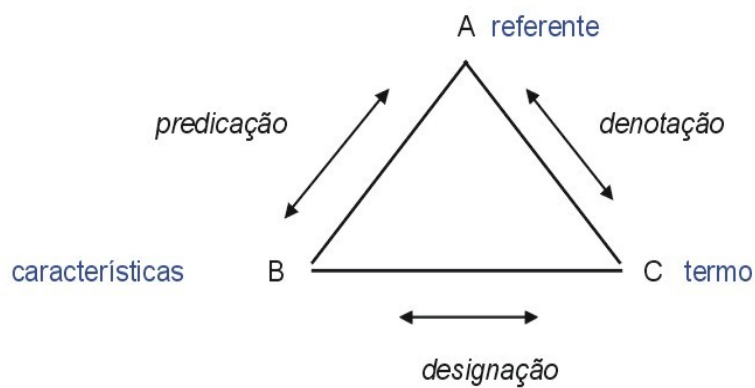 A referente
predicação denotação
características B C termo
designação